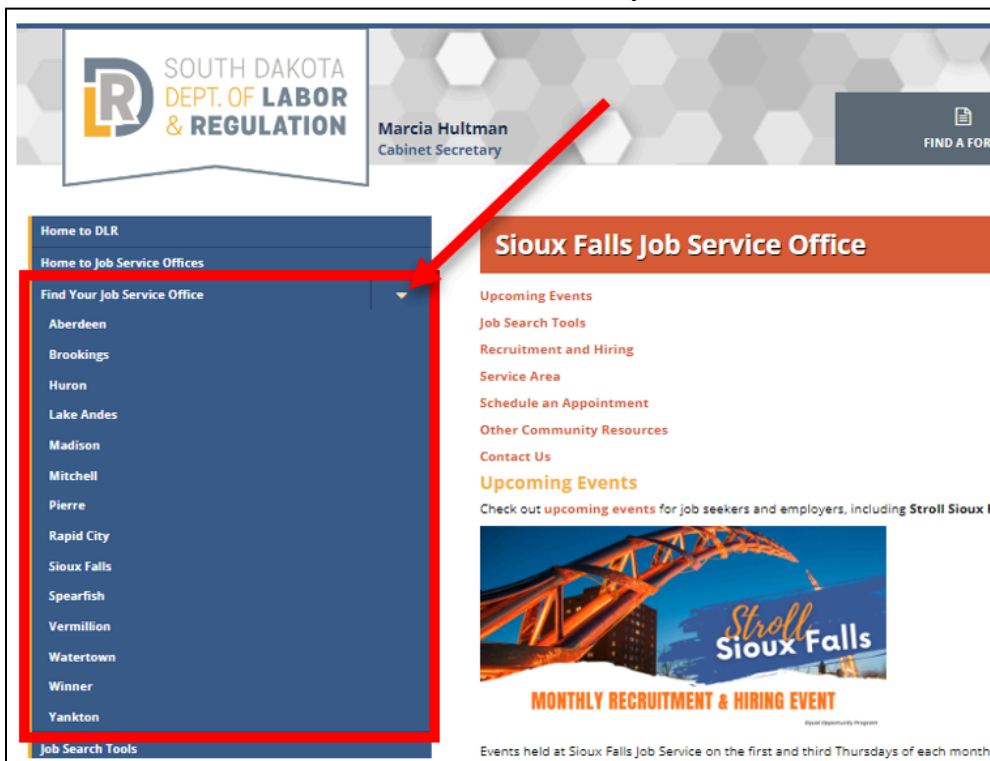 SOUTH DAKOTA
DEPT. OF LABOR
& REGULATION
Marcia Hultman
Cabinet Secretary
FIND A FOR
Home to DLR
Home to Job Service Offices
Find Your Job Service Office
Aberdeen
Brookings
Huron
Lake Andes
Madison
Mitchell
Pierre
Rapid City
Sioux Falls
Spearfish
Vermillion
Watertown
Winner
Yankton
Job Search Tools
Sioux Falls Job Service Office
Upcoming Events
Job Search Tools
Recruitment and Hiring
Service Area
Schedule an Appointment
Other Community Resources
Contact Us
Upcoming Events
Check out upcoming events for job seekers and employers, including Stroll Sioux
Stroll
Sioux Falls
MONTHLY RECRUITMENT & HIRING EVENT
Equal Opportunity Program
Events held at Sioux Falls Job Service on the first and third Thursdays of each month